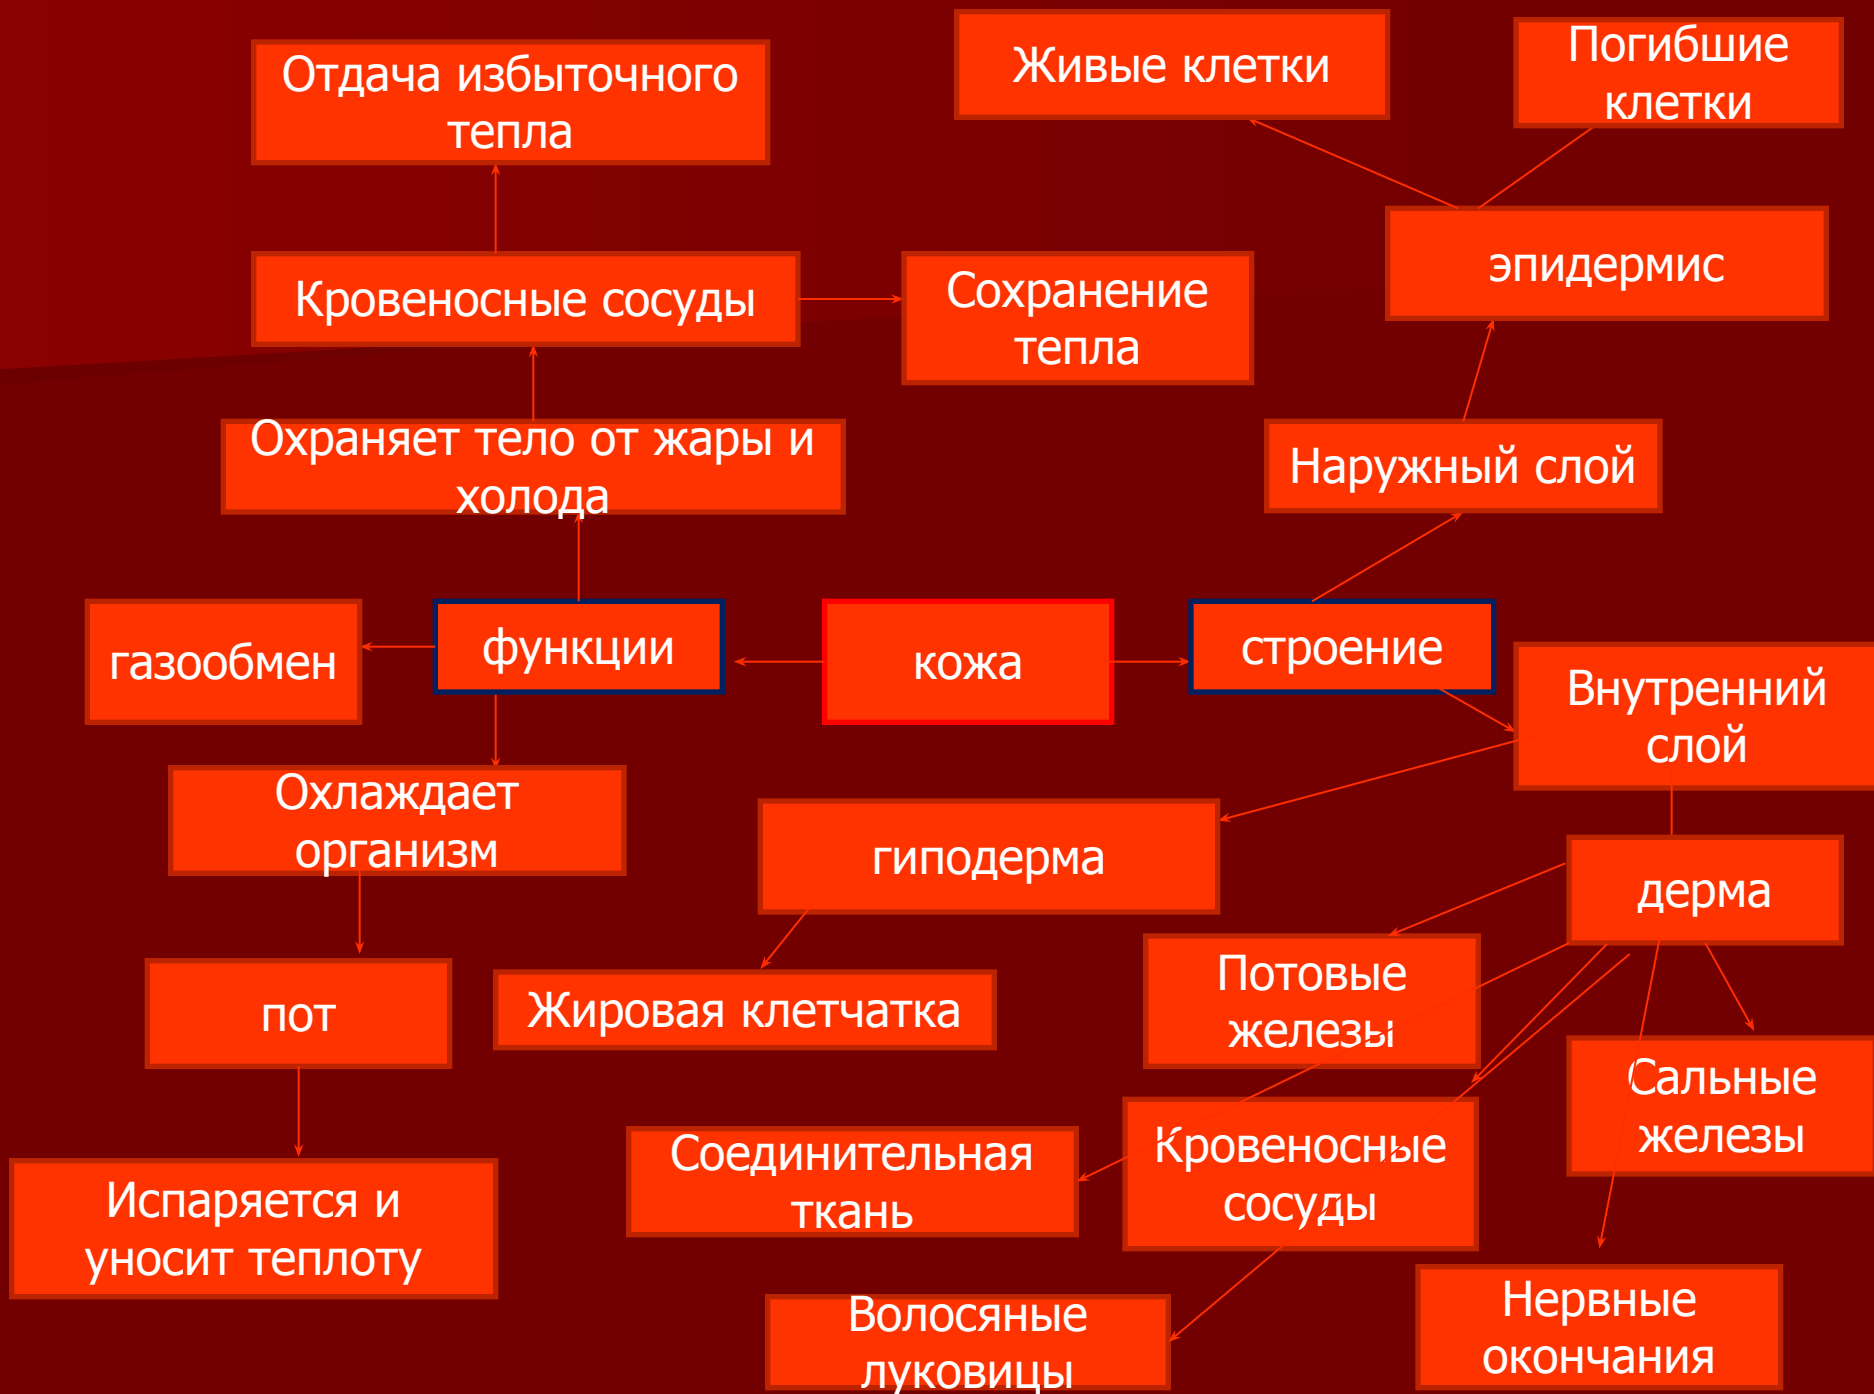 Отдача избыточного
тепла
Живые клетки
Погибшие
клетки
Кровеносные сосуды
Сохранение
тепла
эпидермис
Охраняет тело от жары и
холода
Наружный слой
газообмен
функции
кожа
строение
Внутренний
слой
Охлаждает
организм
гиподерма
дерма
пот
Жировая клетчатка
Потовые
железы
Сальные
железы
Соединительная
ткань
Кровеносные
сосуды
Испаряется и
уносит теплоту
Волосяные
луковицы
Нервные
окончания